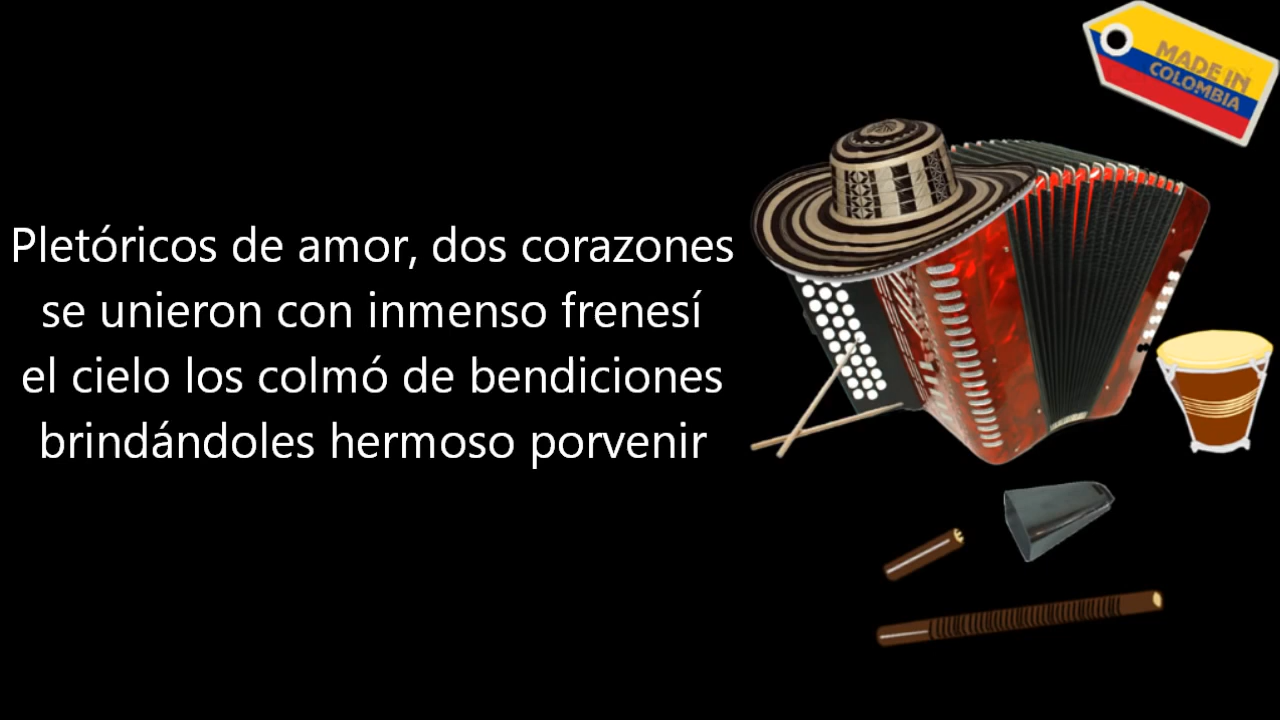 Pletóricos de amor, dos corazones
se unieron con inmenso frenesí
el cielo los colmó de bendiciones
brindándoles hermoso porvenir
MADE IN
COLOMBIA